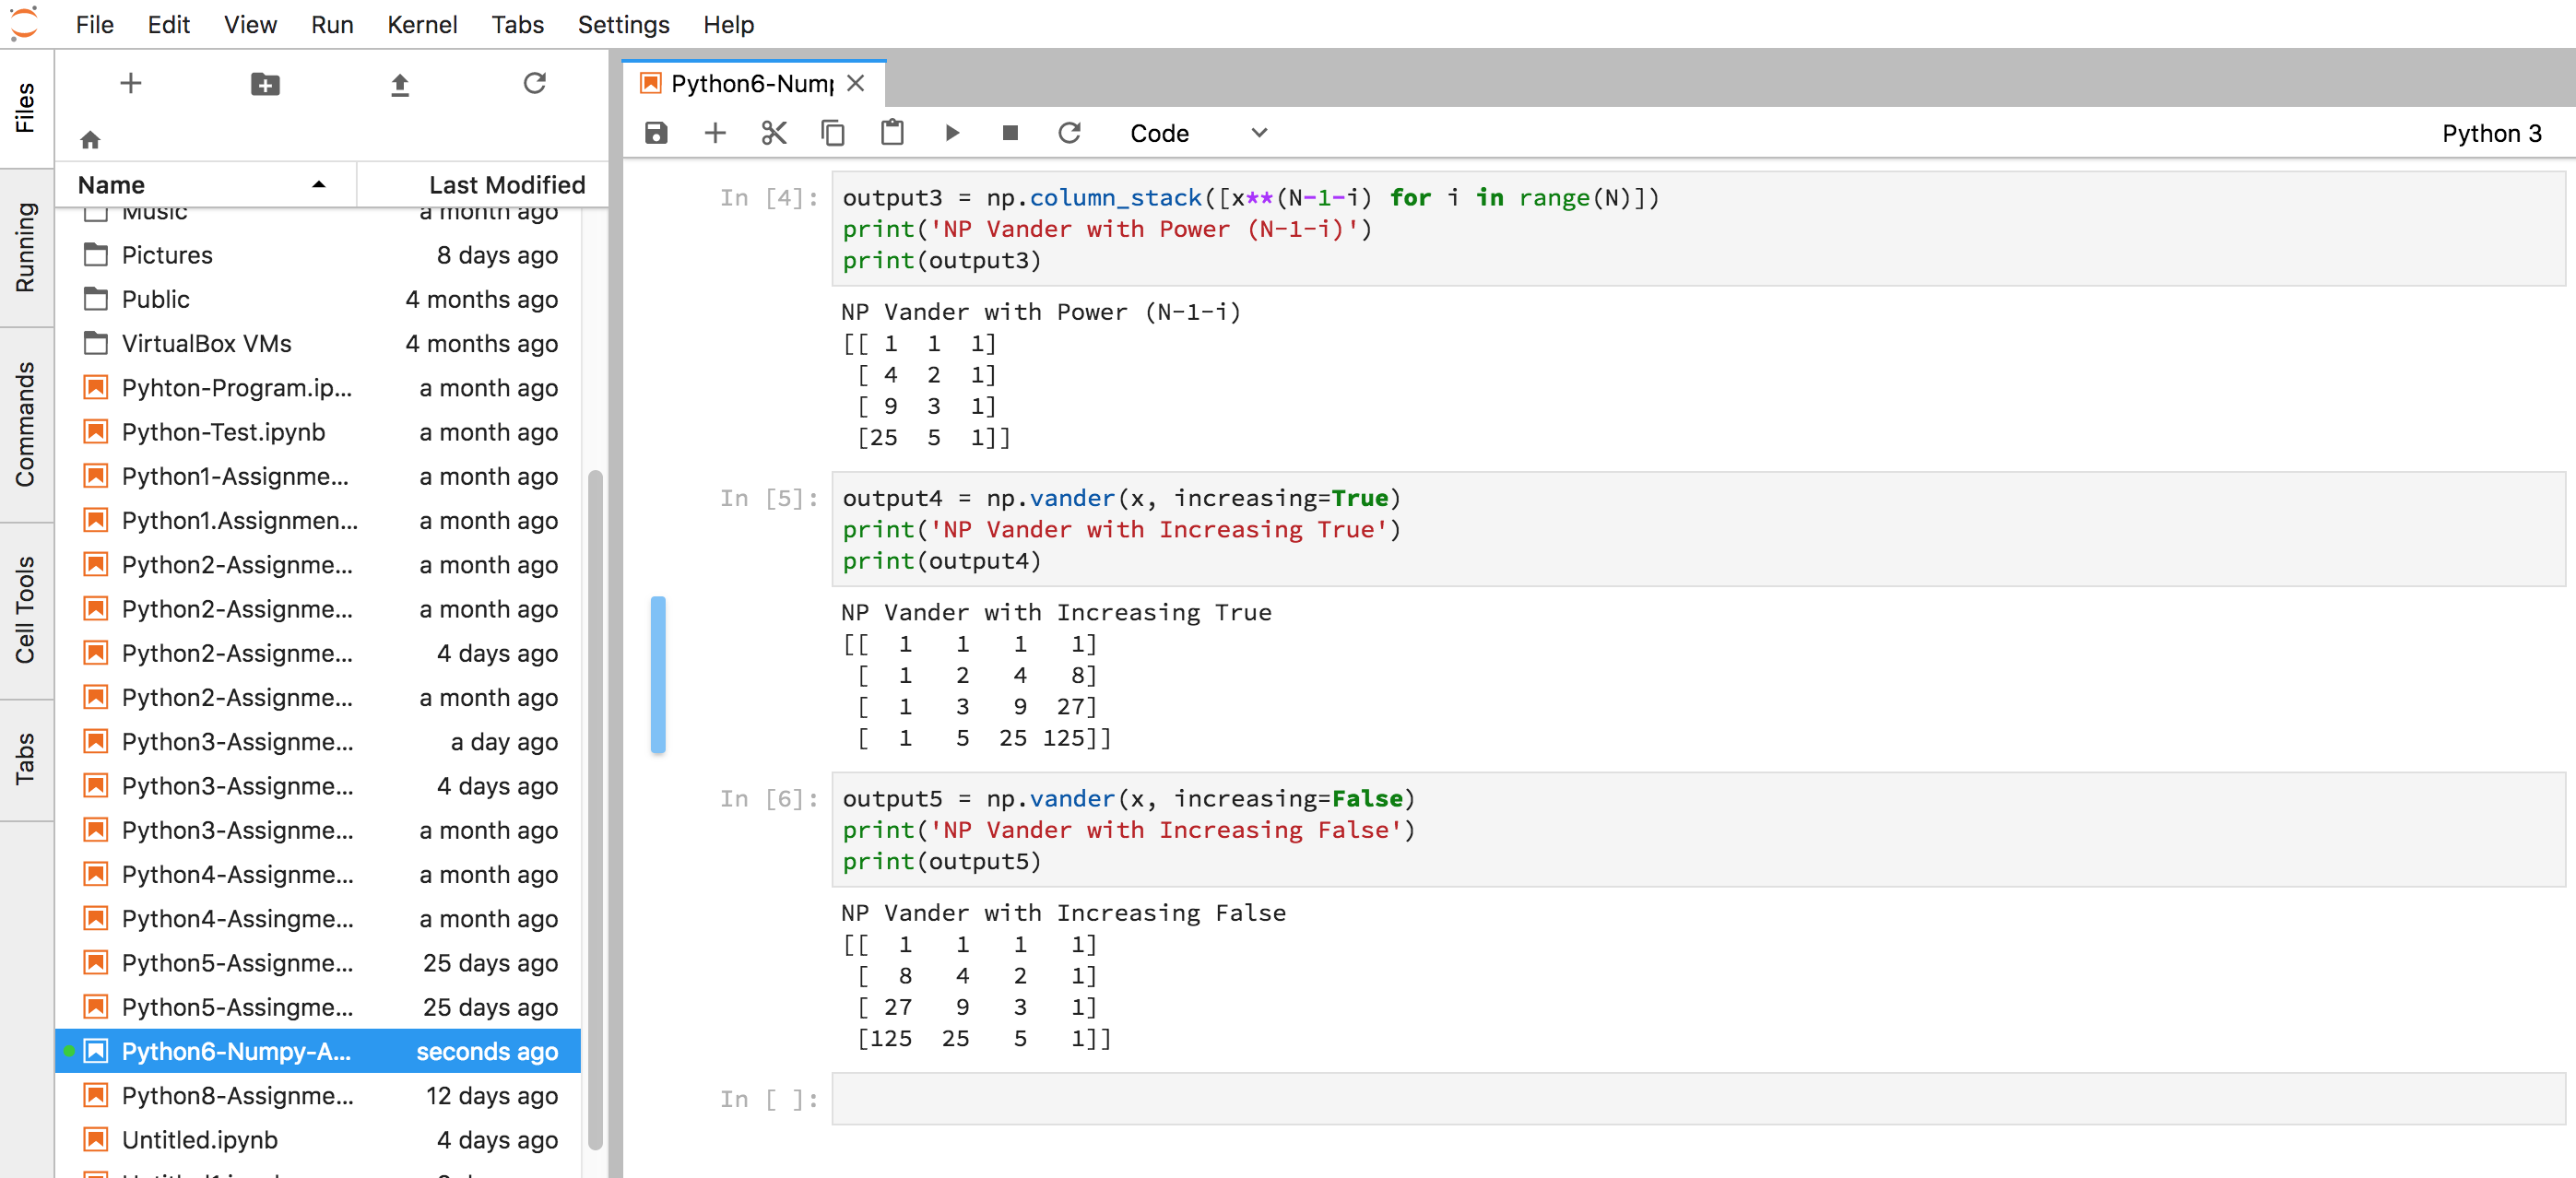 File Edit View Run Kernel Tabs Settings Help
Files
Running
Commands
Cell Tools
Tabs
Name Last Modified
Music a month ago
Pictures 8 days ago
Public 4 months ago
VirtualBox VMs 4 months ago
Pyhton-Program.ip... a month ago
Python-Test.ipynb a month ago
Python1-Assignme... a month ago
Python1.Assignmen... a month ago
Python2-Assignme... a month ago
Python2-Assignme... a month ago
Python2-Assignme... 4 days ago
Python2-Assignme... a month ago
Python3-Assignme... a day ago
Python3-Assignme... 4 days ago
Python3-Assignme... a month ago
Python4-Assignme... a month ago
Python4-Assingme... a month ago
Python5-Assignme... 25 days ago
Python5-Assingme... 25 days ago
Python6-Numpy-A... seconds ago
Python8-Assignme... 12 days ago
Untitled.ipynb 4 days ago
Python6-Nump
Code Python 3
In [4]: output3 = np.column_stack([x**(N-1-i) for i in range(N)])
print('NP Vander with Power (N-1-i)')
print(output3)
NP Vander with Power (N-1-i)
[[ 1  1  1]
 [ 4  2  1]
 [ 9  3  1]
 [25  5  1]]
In [5]: output4 = np.vander(x, increasing=True)
print('NP Vander with Increasing True')
print(output4)
NP Vander with Increasing True
[[  1   1   1   1]
 [  1   2   4   8]
 [  1   3   9  27]
 [  1   5  25 125]]
In [6]: output5 = np.vander(x, increasing=False)
print('NP Vander with Increasing False')
print(output5)
NP Vander with Increasing False
[[  1   1   1   1]
 [  8   4   2   1]
 [ 27   9   3   1]
 [125  25   5   1]]
In [ ]: